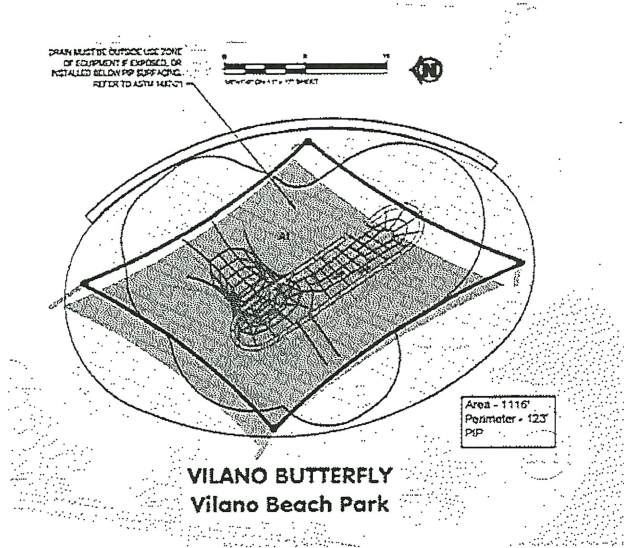 DRAIN MUST BE OUTSIDE USE ZONE
OF EQUIPMENT IF EXPOSED, OR
INSTALLED BELOW PIP SURFACING.
REFER TO ASTM
N
A1
Area - 1116'
Perimeter - 123'
PIP
VILANO BUTTERFLY
Vilano Beach Park